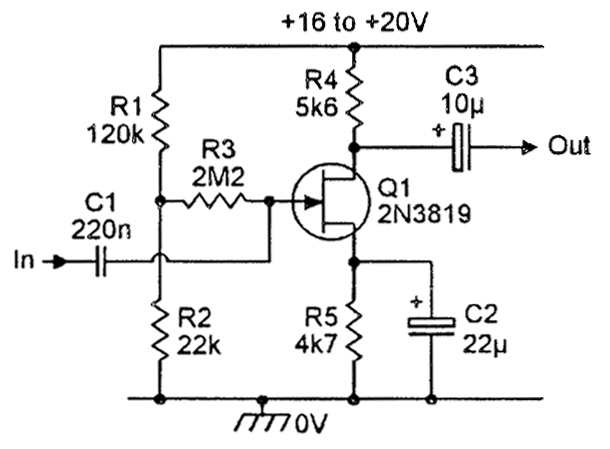 +16 to +20V
R4
5k6
C3
10µ
+
Out
R1
120k
R3
2M2
Q1
2N3819
C1
220n
In
R2
22k
R5
4k7
+
C2
22µ
0V